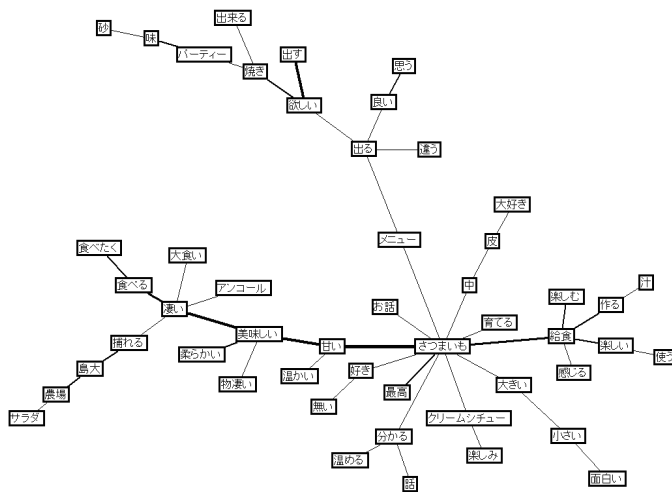 出来る
砂
味
パーティー
出す
焼き
思う
欲しい
良い
出る
違う
大好き
メニュー
皮
食べたく
大食い
中
汁
食べる
アンコール
楽しむ
作る
凄い
お話
育てる
美味しい
給食
捕れる
甘い
さつまいも
楽しい
柔らかい
使う
島大
温かい
好き
感じる
物凄い
最高
大きい
農場
無い
サラダ
クリームシチュー
分かる
小さい
温める
楽しみ
面白い
話